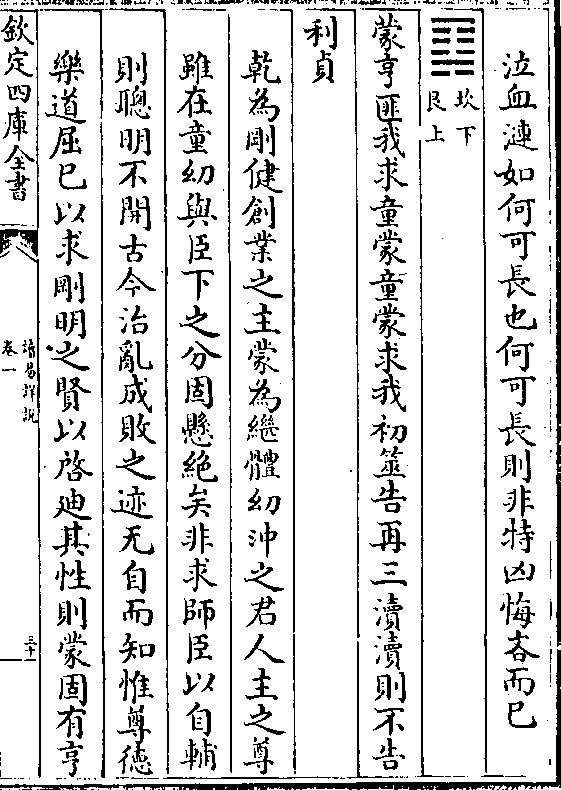 泣血漣如何可長也何可長則非特凶悔吝而已
坎下
艮上
蒙亨匪我求童蒙童蒙求我初筮告再三瀆瀆則不告
利貞
乾為剛健創業之主蒙為繼體幼沖之君人主之尊
雖在童幼與臣下之分固懸絶矣非求師臣以自輔
則聰明不開古今治亂成敗之迹无自而知惟尊徳
樂道屈已以求剛明之賢以啓廸其性則蒙固有亨
欽定四庫全書
讀易詳說
卷一
三十